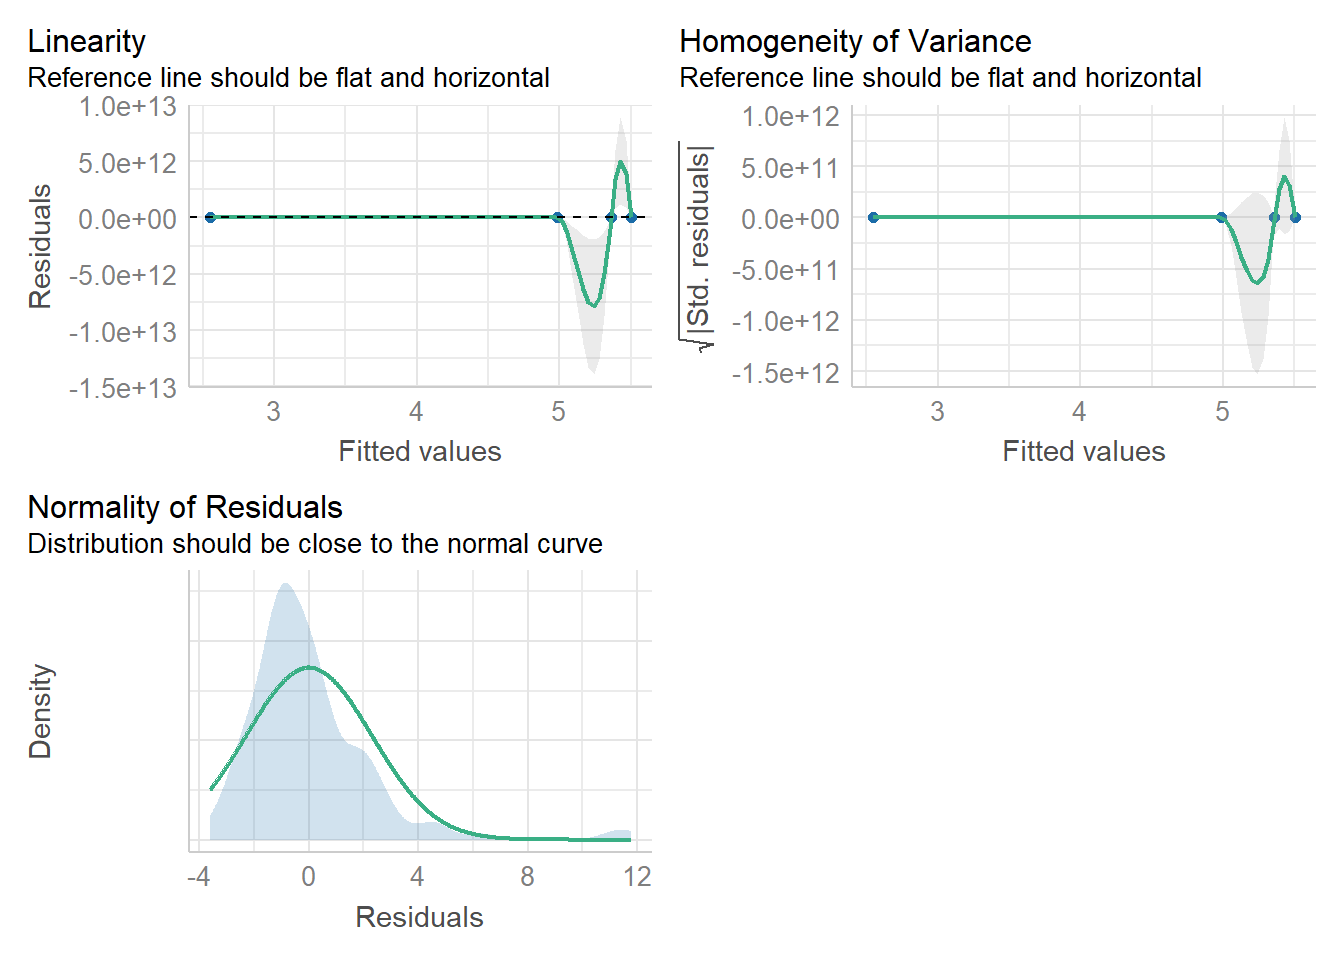 Linearity
Reference line should be flat and horizontal
1.0e+13
5.0e+12
0.0e+00
-5.0e+12
-1.0e+13
-1.5e+13
Residuals
3 4 5
Fitted values
Homogeneity of Variance
Reference line should be flat and horizontal
1.0e+12
5.0e+11
0.0e+00
-5.0e+11
-1.0e+12
-1.5e+12
√|Std. residuals|
3 4 5
Fitted values
Normality of Residuals
Distribution should be close to the normal curve
Density
-4 0 4 8 12
Residuals